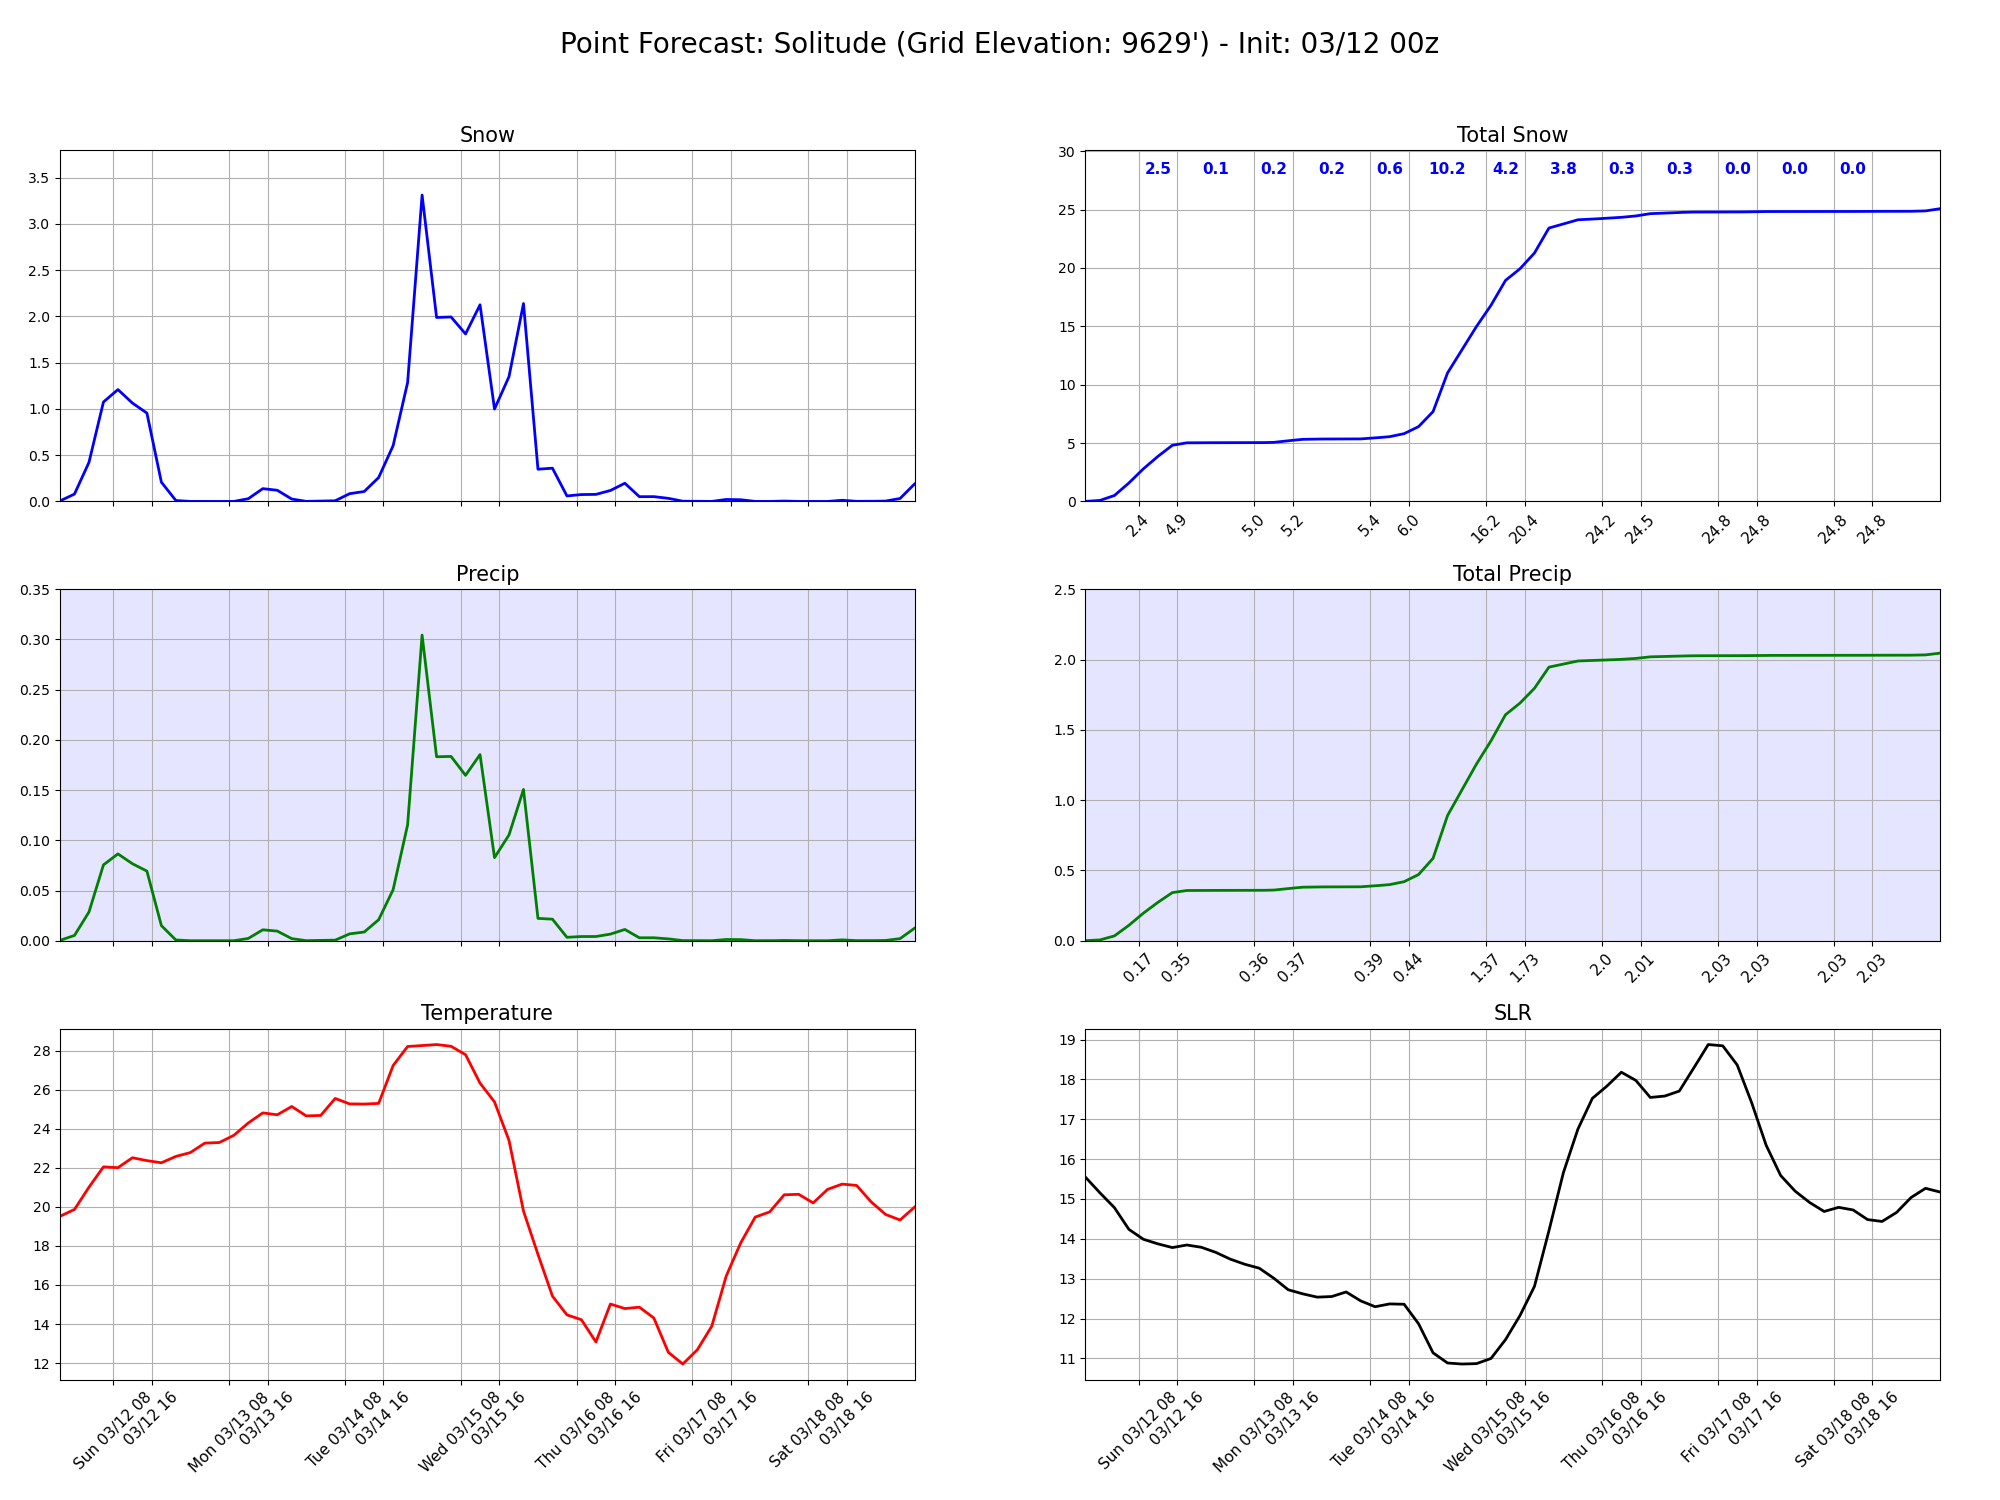 Point Forecast: Solitude (Grid Elevation: 9629') - Init: 03/12 00z
Snow
3.5
3.0
2.5
2.0
1.5
1.0
0.5
0.0
Total Snow
2.5 0.1 0.2 0.2 0.6 10.2 4.2 3.8 0.3 0.3 0.0 0.0 0.0
30
25
20
15
10
5
0
2.4 4.9 5.0 5.2 5.4 6.0 16.2 20.4 24.2 24.5 24.8 24.8 24.8 24.8
Precip
0.35
0.30
0.25
0.20
0.15
0.10
0.05
0.00
Total Precip
2.5
2.0
1.5
1.0
0.5
0.0
0.17 0.35 0.36 0.37 0.39 0.44 1.37 1.73 2.0 2.01 2.03 2.03 2.03 2.03
Temperature
28
26
24
22
20
18
16
14
12
Sun 03/12 08
03/12 16
Mon 03/13 08
03/13 16
Tue 03/14 08
03/14 16
Wed 03/15 08
03/15 16
Thu 03/16 08
03/16 16
Fri 03/17 08
03/17 16
Sat 03/18 08
03/18 16
SLR
19
18
17
16
15
14
13
12
11
Sun 03/12 08
03/12 16
Mon 03/13 08
03/13 16
Tue 03/14 08
03/14 16
Wed 03/15 08
03/15 16
Thu 03/16 08
03/16 16
Fri 03/17 08
03/17 16
Sat 03/18 08
03/18 16